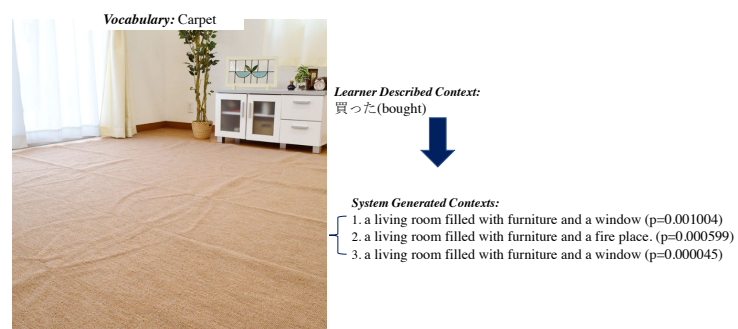 Vocabulary: Carpet
Learner Described Context:
買った(bought)
System Generated Contexts:
1. a living room filled with furniture and a window (p=0.001004)
2. a living room filled with furniture and a fire place. (p=0.000599)
3. a living room filled with furniture and a window (p=0.000045)